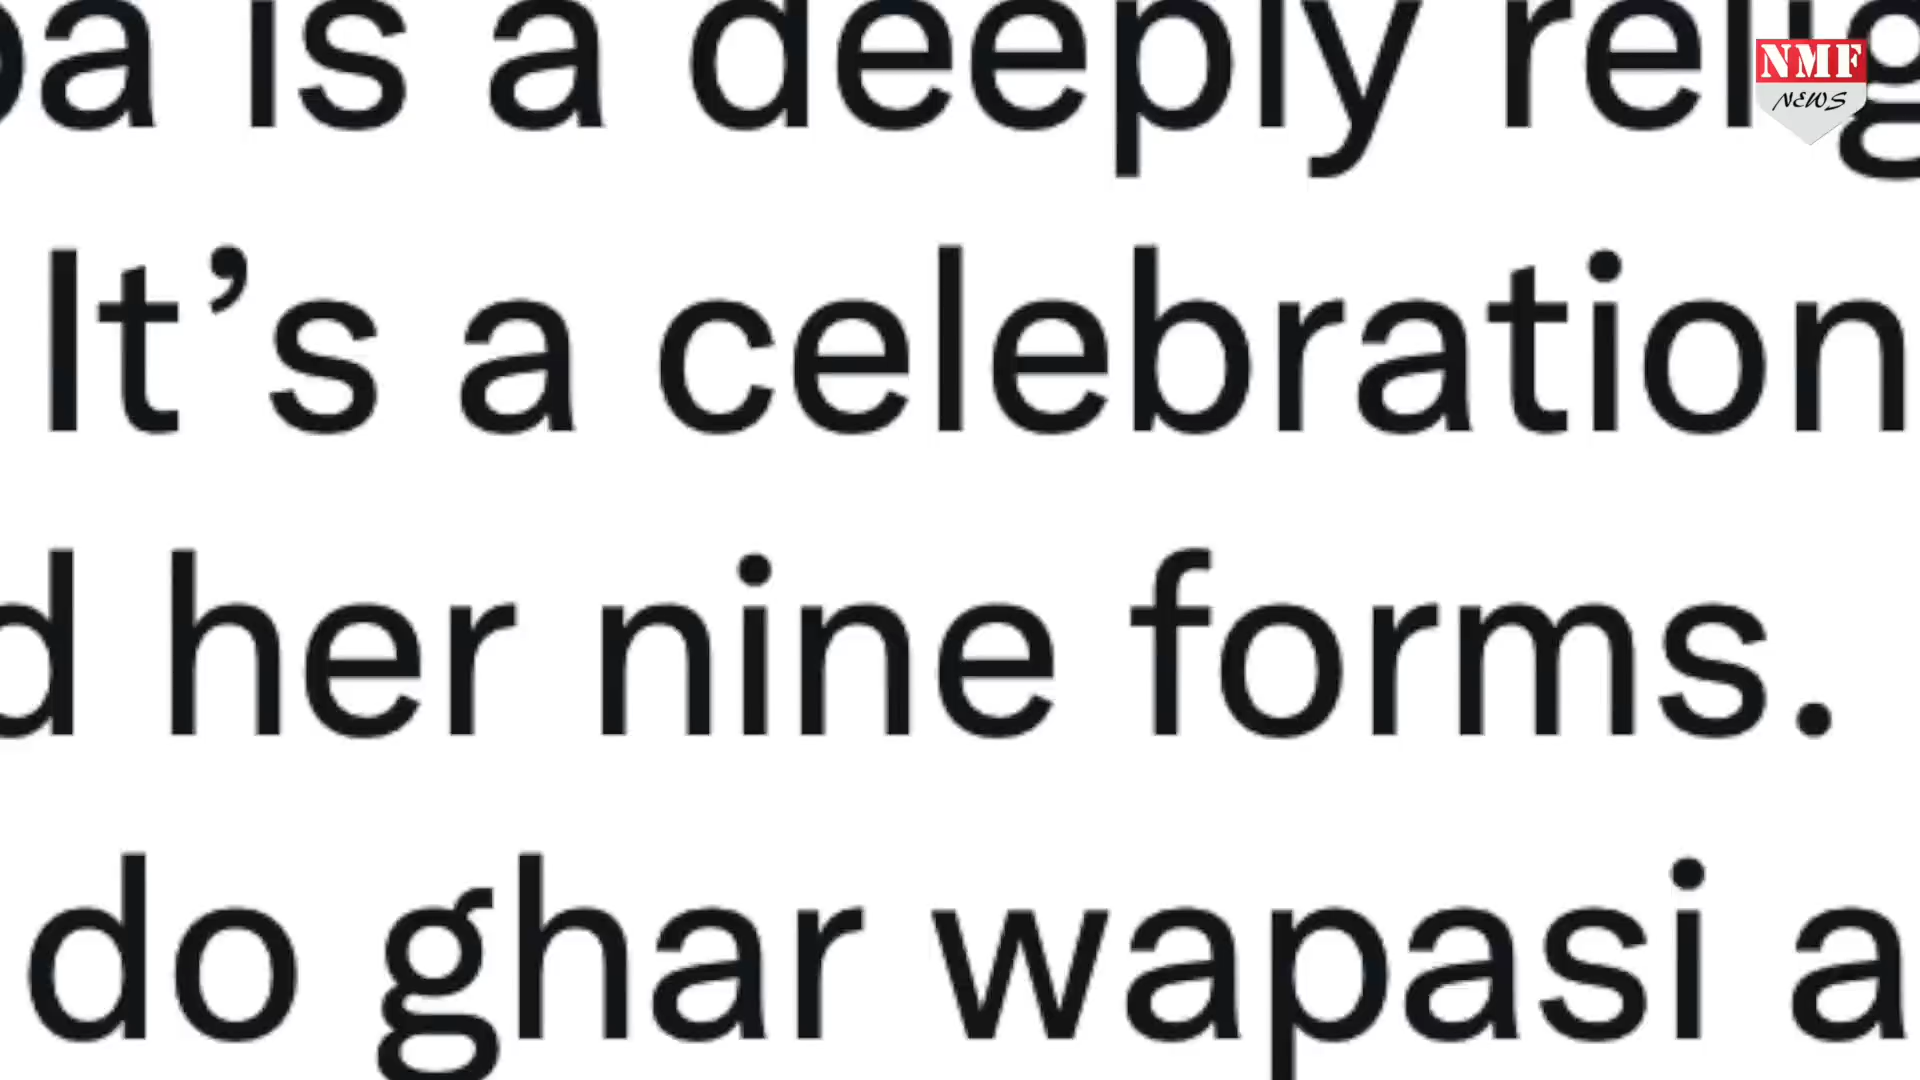 is a deeply
It’s a celebration
her nine forms.
do ghar wapasi a
NMF
NEWS